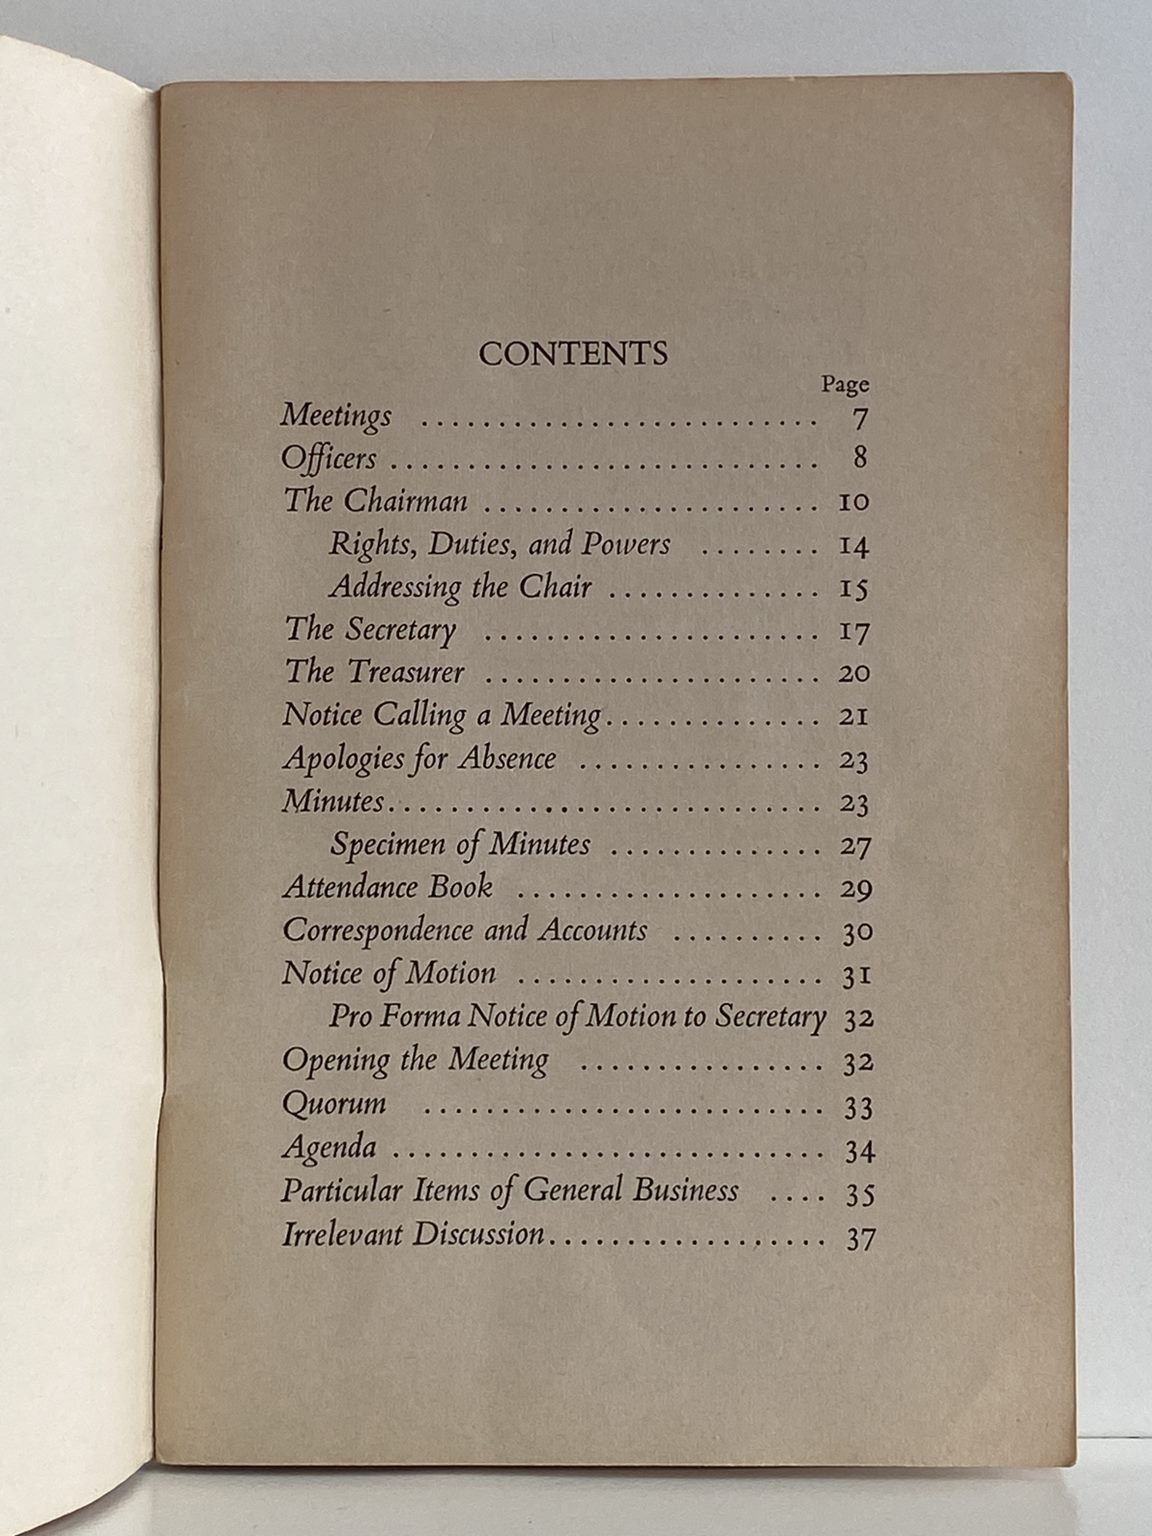 CONTENTS
Page
Meetings .......................... 7
Officers ............................ 8
The Chairman ...................... 10
Rights, Duties, and Powers ........ 14
Addressing the Chair .............. 15
The Secretary ...................... 17
The Treasurer ...................... 20
Notice Calling a Meeting .............. 21
Apologies for Absence ................ 23
Minutes ............................ 23
Specimen of Minutes .............. 27
Attendance Book .................... 29
Correspondence and Accounts .......... 30
Notice of Motion .................... 31
Pro Forma Notice of Motion to Secretary 32
Opening the Meeting ................ 32
Quorum .......................... 33
Agenda ............................ 34
Particular Items of General Business .... 35
Irrelevant Discussion .................. 37